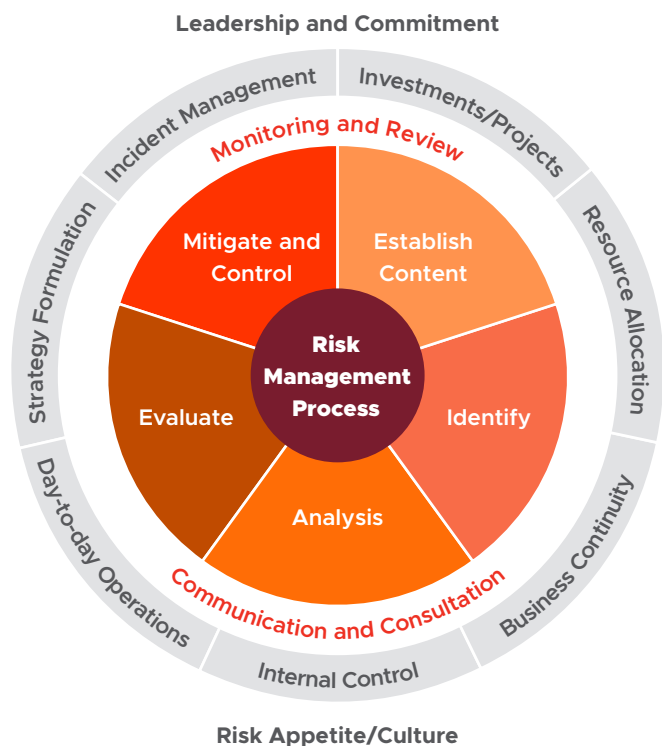 Leadership and Commitment
Incident Management
Investments/Projects
Monitoring and Review
Strategy Formulation
Resource Allocation
Mitigate and
Control
Establish
Content
Risk
Management
Process
Evaluate
Identify
Analysis
Day-to-day Operations
Business Continuity
Communication and Consultation
Internal Control
Risk Appetite/Culture